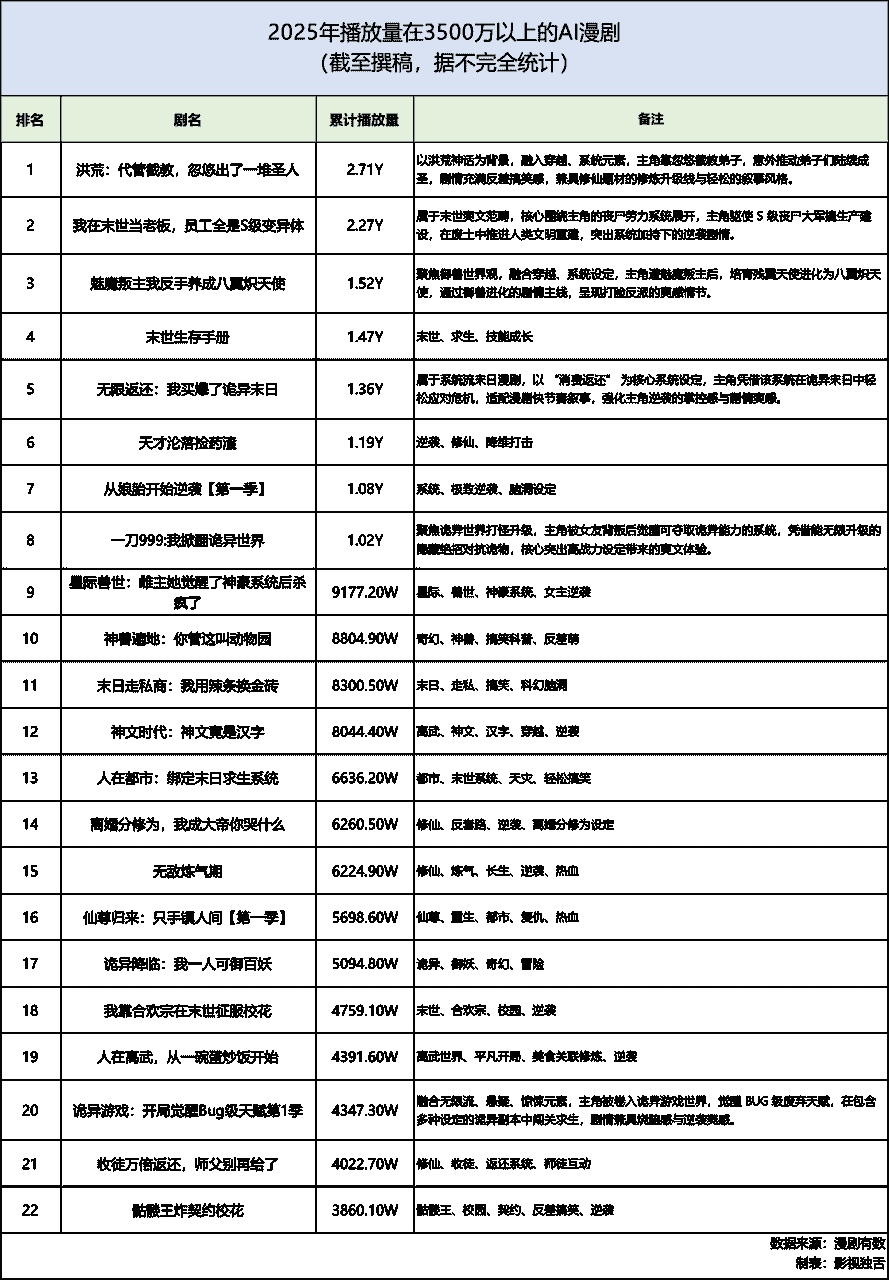 2025年播放量在3500万以上的AI漫剧
（截至撰稿，据不完全统计）
排名 剧名 累计播放量 备注
1 洪荒：代管截教，忽悠出了一堆圣人 2.71Y 以洪荒神话为背景，融入穿越、系统元素，主角靠忽悠截教弟子，意外推动弟子们陆续成
圣，剧情充满反差搞笑感，兼具修仙题材的修炼升级线与轻松的叙事风格。
2 我在末世当老板，员工全是S级变异体 2.27Y 属于末世爽文范畴，核心围绕主角的丧尸劳力系统展开，主角驱使 S 级丧尸大军搞生产建
设，在废土中推进人类文明重建，突出系统加持下的逆袭剧情。
3 魅魔叛主我反手养成八翼炽天使 1.52Y 聚焦御兽世界观，融合穿越、系统设定，主角遭魅魔叛主后，培育残翼天使进化为八翼炽天
使，通过御兽进化的剧情主线，呈现打脸反派的爽感情节。
4 末世生存手册 1.47Y 末世、求生、技能成长
5 无限返还：我买爆了诡异末日 1.36Y 属于系统流末日漫剧，以 “消费返还” 为核心系统设定，主角凭借该系统在诡异末日中轻
松应对危机，适配漫剧快节奏叙事，强化主角逆袭的掌控感与剧情爽感。
6 天才沦落捡药渣 1.19Y 逆袭、修仙、降维打击
7 从娘胎开始逆袭【第一季】 1.08Y 系统、极致逆袭、脑洞设定
8 一刀999:我掀翻诡异世界 1.02Y 聚焦诡异世界打怪升级，主角被女友背叛后觉醒可夺取诡异能力的系统，凭借能无限升级的
隐藏绝招对抗诡物，核心突出高战力设定带来的爽文体验。
9 星际兽世：雌主她觉醒了神豪系统后杀
疯了 9177.20W 星际、兽世、神豪系统、女主逆袭
10 神兽遍地：你管这叫动物园 8804.90W 奇幻、神兽、搞笑科普、反差萌
11 末日走私商：我用辣条换金砖 8300.50W 末日、走私、搞笑、科幻脑洞
12 神文时代：神文竟是汉字 8044.40W 高武、神文、汉字、穿越、逆袭
13 人在都市：绑定末日求生系统 6636.20W 都市、末世系统、天灾、轻松搞笑
14 离婚分修为，我成大帝你哭什么 6260.50W 修仙、反套路、逆袭、离婚分修为设定
15 无敌炼气期 6224.90W 修仙、炼气、长生、逆袭、热血
16 仙尊归来：只手镇人间【第一季】 5698.60W 仙尊、重生、都市、复仇、热血
17 诡异降临：我一人可御百妖 5094.80W 诡异、御妖、奇幻、冒险
18 我靠合欢宗在末世征服校花 4759.10W 末世、合欢宗、校园、逆袭
19 人在高武，从一碗蛋炒饭开始 4391.60W 高武世界、平凡开局、美食关联修炼、逆袭
20 诡异游戏：开局觉醒Bug级天赋第1季 4347.30W 融合无限流、悬疑、惊悚元素，主角被卷入诡异游戏世界，觉醒 BUG 级废弃天赋，在包含
多种设定的诡异副本中闯关求生，剧情兼具烧脑感与逆袭爽感。
21 收徒万倍返还，师父别再给了 4022.70W 修仙、收徒、返还系统、师徒互动
22 骷髅王炸契约校花 3860.10W 骷髅王、校园、契约、反差搞笑、逆袭
数据来源：漫剧有数
制表：影视独舌